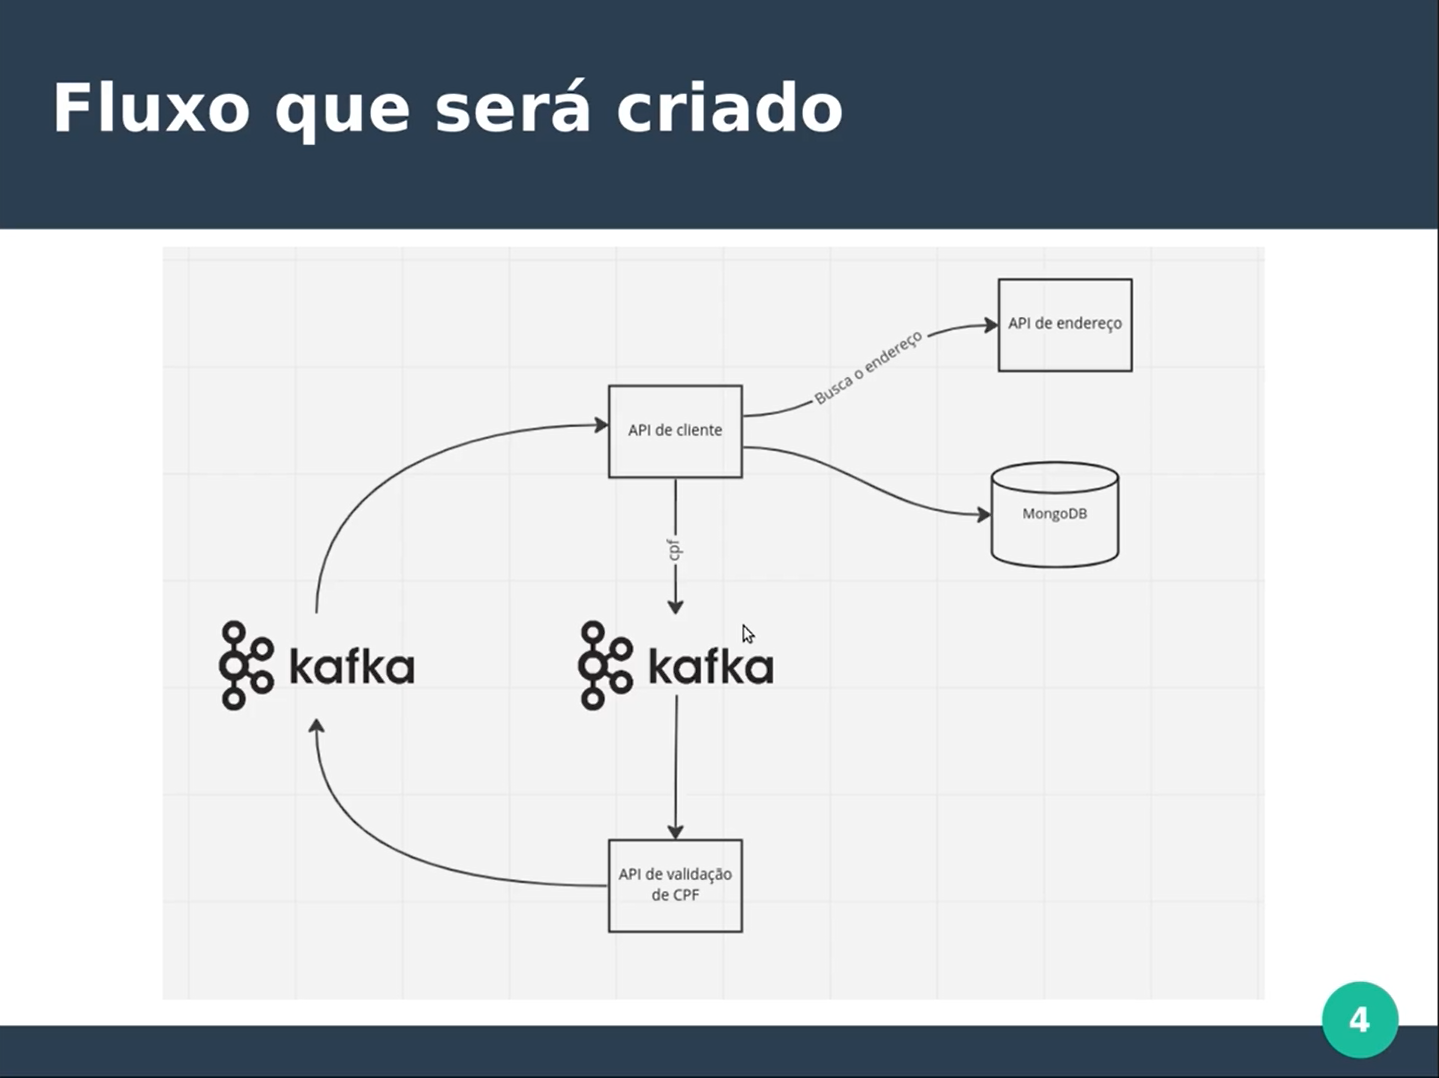 Fluxo que será criado
API de endereço
Busca o endereço
API de cliente
MongoDB
cpf
kafka
kafka
API de validação
de CPF
4